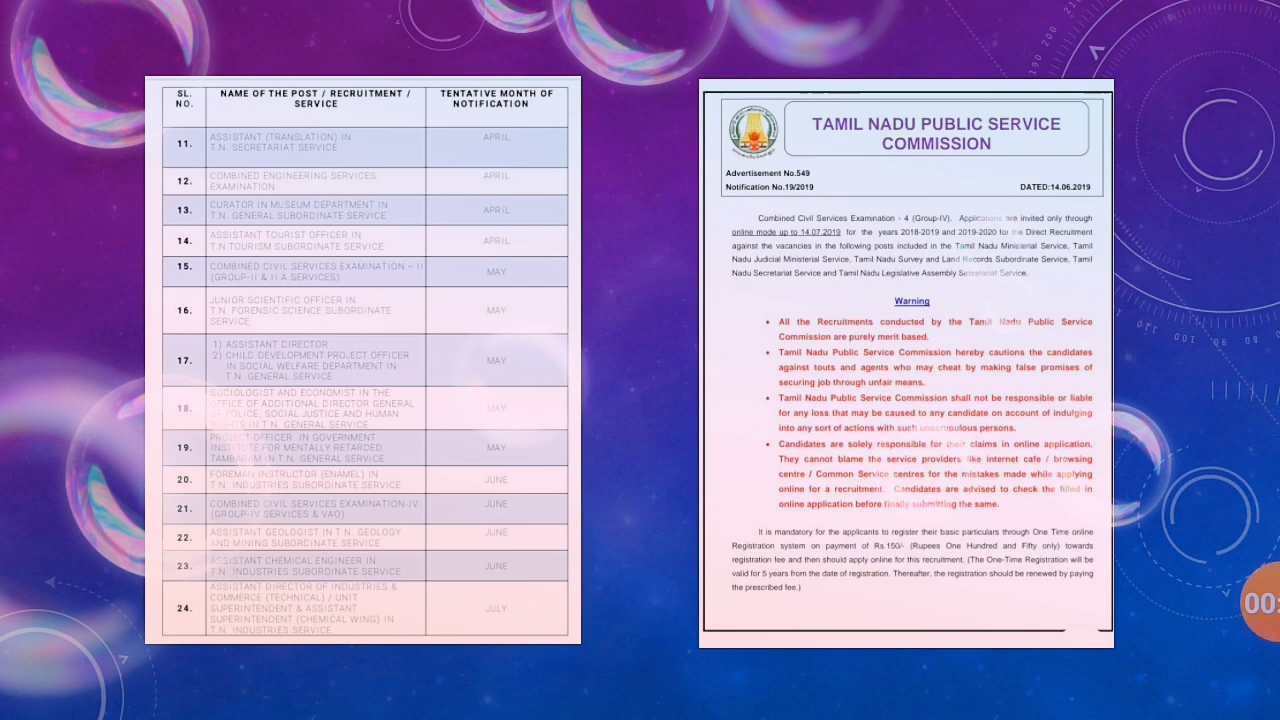 SL. NO.
NAME OF THE POST / RECRUITMENT / SERVICE
TENTATIVE MONTH OF NOTIFICATION
11.
ASSISTANT (TRANSLATION) IN
T.N. SECRETARIAT SERVICE
APRIL
12.
COMBINED ENGINEERING SERVICES
EXAMINATION
APRIL
13.
CURATOR IN MUSEUM DEPARTMENT IN
T.N. GENERAL SUBORDINATE SERVICE
APRIL
14.
ASSISTANT TOURIST OFFICER IN
T.N.TOURISM SUBORDINATE SERVICE
APRIL
15.
COMBINED CIVIL SERVICES EXAMINATION – II
(GROUP-II & II A SERVICES)
MAY
16.
JUNIOR SCIENTIFIC OFFICER IN
T.N. FORENSIC SCIENCE SUBORDINATE
SERVICE
MAY
17.
1) ASSISTANT DIRECTOR
2) CHILD DEVELOPMENT PROJECT OFFICER
IN SOCIAL WELFARE DEPARTMENT IN
T.N. GENERAL SERVICE
MAY
18.
SOCIOLOGIST AND ECONOMIST IN THE
OFFICE OF ADDITIONAL DIRECTOR GENERAL
OF POLICE, SOCIAL JUSTICE AND HUMAN
RIGHTS IN T.N. GENERAL SERVICE
MAY
19.
PROJECT OFFICER IN GOVERNMENT
INSTITUTE FOR MENTALLY RETARDED,
TAMBARAM IN T.N. GENERAL SERVICE
MAY
20.
FOREMAN INSTRUCTOR (ENAMEL) IN
T.N. INDUSTRIES SUBORDINATE SERVICE
JUNE
21.
COMBINED CIVIL SERVICES EXAMINATION-IV
(GROUP-IV SERVICES & VAO)
JUNE
22.
ASSISTANT GEOLOGIST IN T.N. GEOLOGY
AND MINING SUBORDINATE SERVICE
JUNE
23.
ASSISTANT CHEMICAL ENGINEER IN
T.N. INDUSTRIES SUBORDINATE SERVICE
JUNE
24.
ASSISTANT DIRECTOR OF INDUSTRIES &
COMMERCE (TECHNICAL) / UNIT
SUPERINTENDENT & ASSISTANT
SUPERINTENDENT (CHEMICAL WING) IN
T.N. INDUSTRIES SERVICE
JULY
TAMIL NADU PUBLIC SERVICE
COMMISSION
Advertisement No.549
Notification No.19/2019 DATED:14.06.2019
Combined Civil Services Examination - 4 (Group-IV). Applications are invited only through
online mode up to 14.07.2019 for the years 2018-2019 and 2019-2020 for the Direct Recruitment
against the vacancies in the following posts included in the Tamil Nadu Ministerial Service, Tamil
Nadu Judicial Ministerial Service, Tamil Nadu Survey and Land Records Subordinate Service, Tamil
Nadu Secretariat Service and Tamil Nadu Legislative Assembly Secretariat Service.
Warning
• All the Recruitments conducted by the Tamil Nadu Public Service
Commission are purely merit based.
• Tamil Nadu Public Service Commission hereby cautions the candidates
against touts and agents who may cheat by making false promises of
securing job through unfair means.
• Tamil Nadu Public Service Commission shall not be responsible or liable
for any loss that may be caused to any candidate on account of indulging
into any sort of actions with such unscrupulous persons.
• Candidates are solely responsible for their claims in online application.
They cannot blame the service providers like internet cafe / browsing
centre / Common Service centres for the mistakes made while applying
online for a recruitment. Candidates are advised to check the filled in
online application before finally submitting the same.
It is mandatory for the applicants to register their basic particulars through One Time online
Registration system on payment of Rs.150/- (Rupees One Hundred and Fifty only) towards
registration fee and then should apply online for this recruitment. (The One-Time Registration will be
valid for 5 years from the date of registration. Thereafter, the registration should be renewed by paying
the prescribed fee.)
190 200 210
120 110 100 90 80
00: